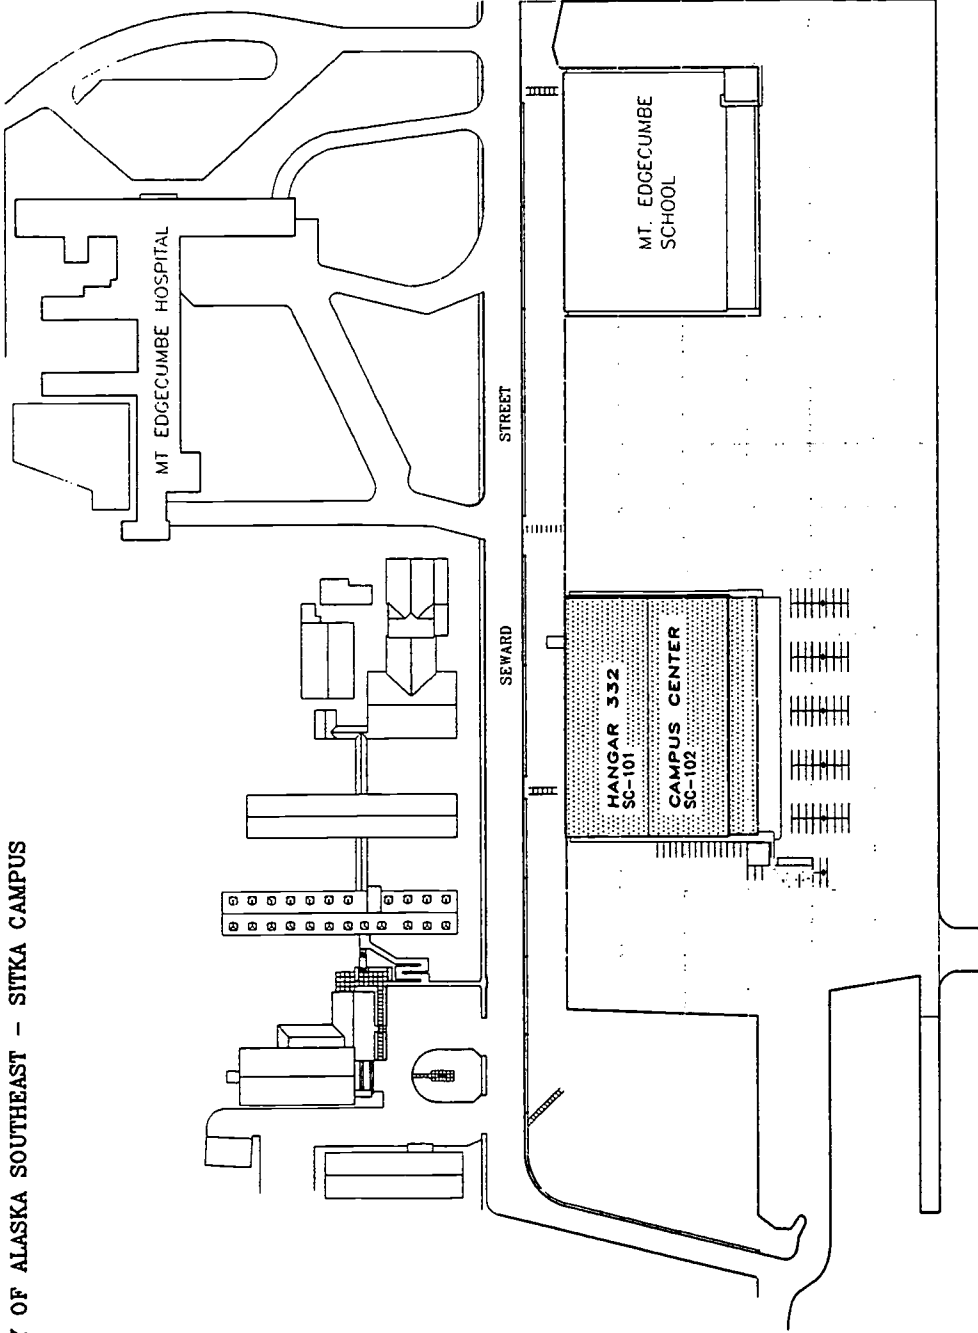 OF ALASKA SOUTHEAST – SITKA CAMPUS
MT EDGECUMBE HOSPITAL
SEWARD STREET
HANGAR 332
SC–101
CAMPUS CENTER
SC–102
MT. EDGECUMBE
SCHOOL